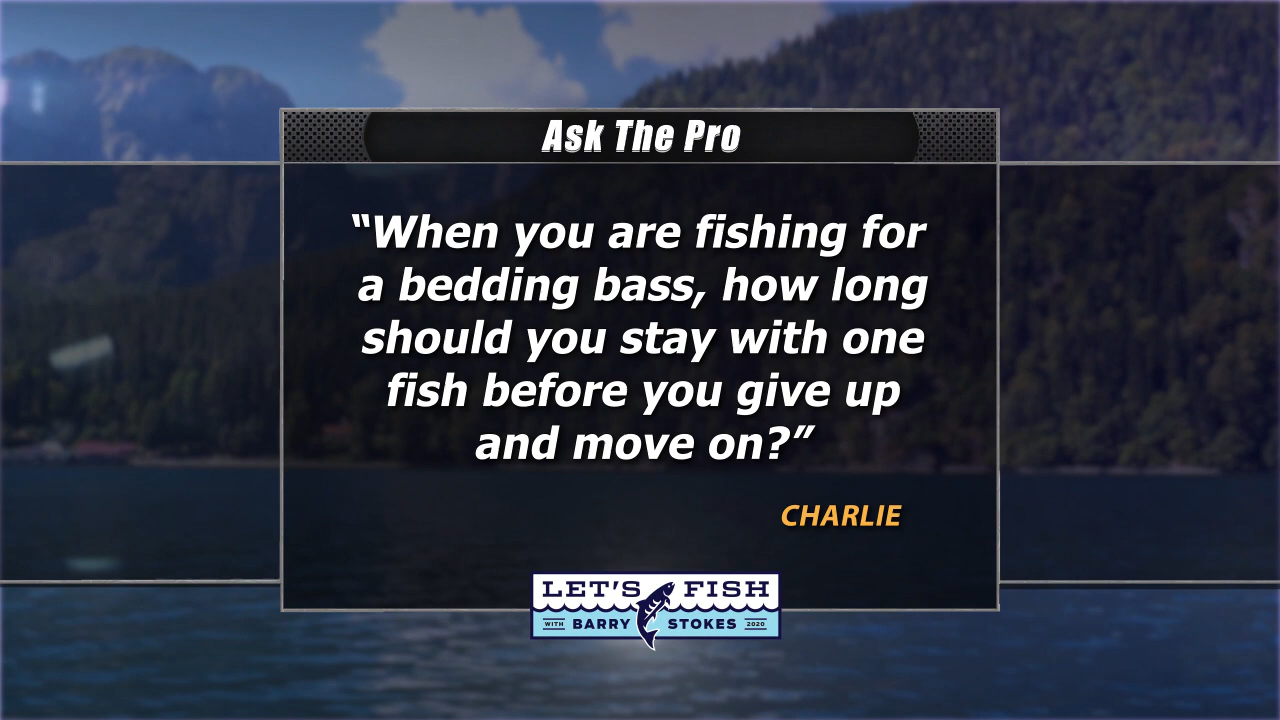 Ask The Pro
“When you are fishing for
a bedding bass, how long
should you stay with one
fish before you give up
and move on?”
CHARLIE
LET'S FISH
WITH BARRY STOKES 2020